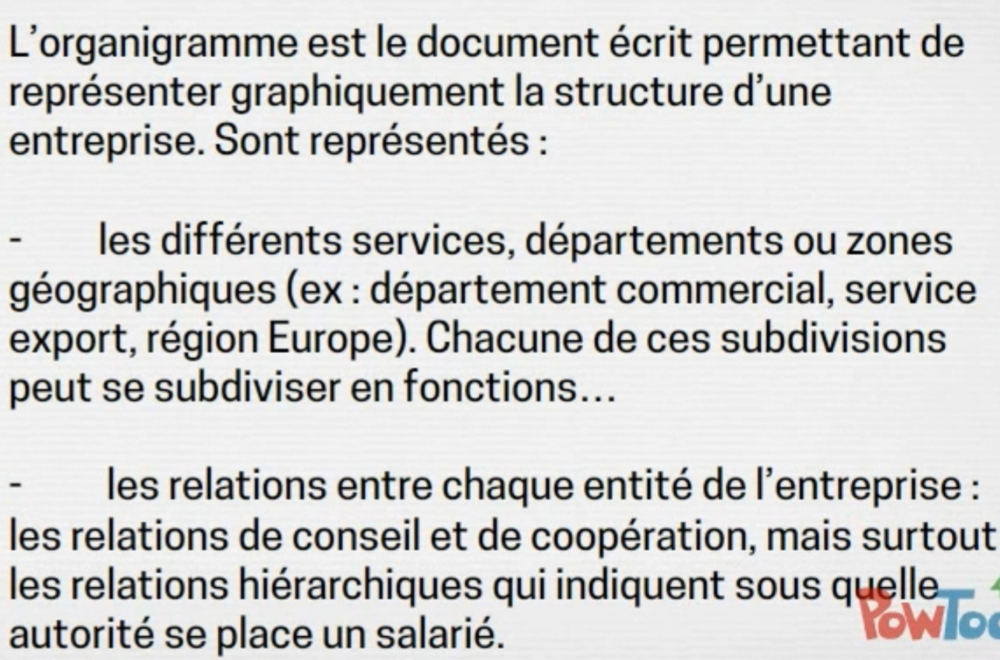 L’organigramme est le document écrit permettant de
représenter graphiquement la structure d’une
entreprise. Sont représentés :
- les différents services, départements ou zones
géographiques (ex : département commercial, service
export, région Europe). Chacune de ces subdivisions
peut se subdiviser en fonctions...
- les relations entre chaque entité de l’entreprise :
les relations de conseil et de coopération, mais surtout
les relations hiérarchiques qui indiquent sous quelle
autorité se place un salarié.